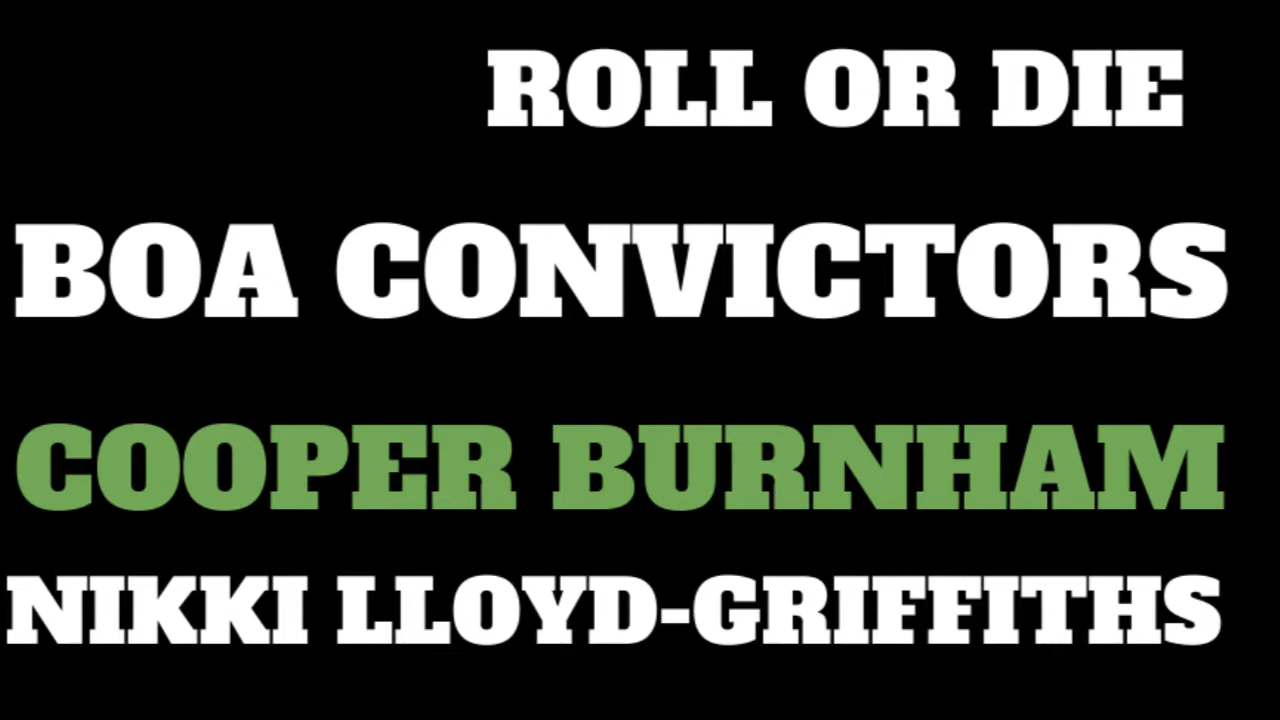 ROLL OR DIE
BOA CONVICTORS
COOPER BURNHAM
NIKKI LLOYD-GRIFFITHS